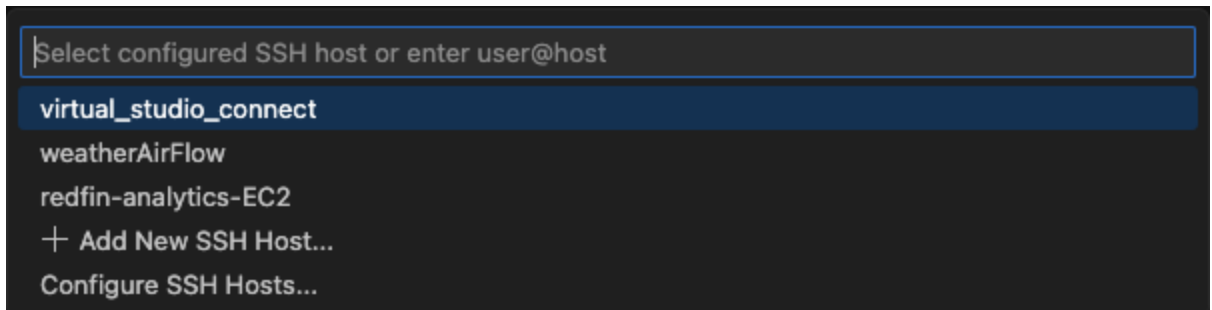 Select configured SSH host or enter user@host
virtual_studio_connect
weatherAirFlow
redfin-analytics-EC2
+ Add New SSH Host...
Configure SSH Hosts...